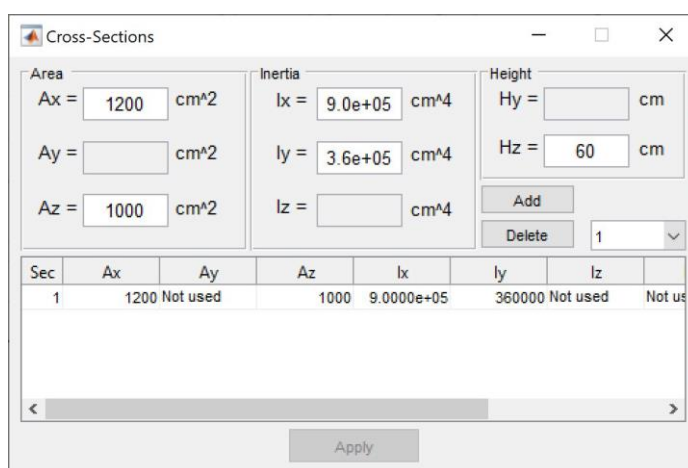 Cross-Sections
Area
Ax = 1200 cm^2
Ay = cm^2
Az = 1000 cm^2
Inertia
Ix = 9.0e+05 cm^4
Iy = 3.6e+05 cm^4
Iz = cm^4
Height
Hy = cm
Hz = 60 cm
Add
Delete 1
Sec Ax Ay Az Ix Iy Iz
1 1200 Not used 1000 9.0000e+05 360000 Not used Not us
Apply